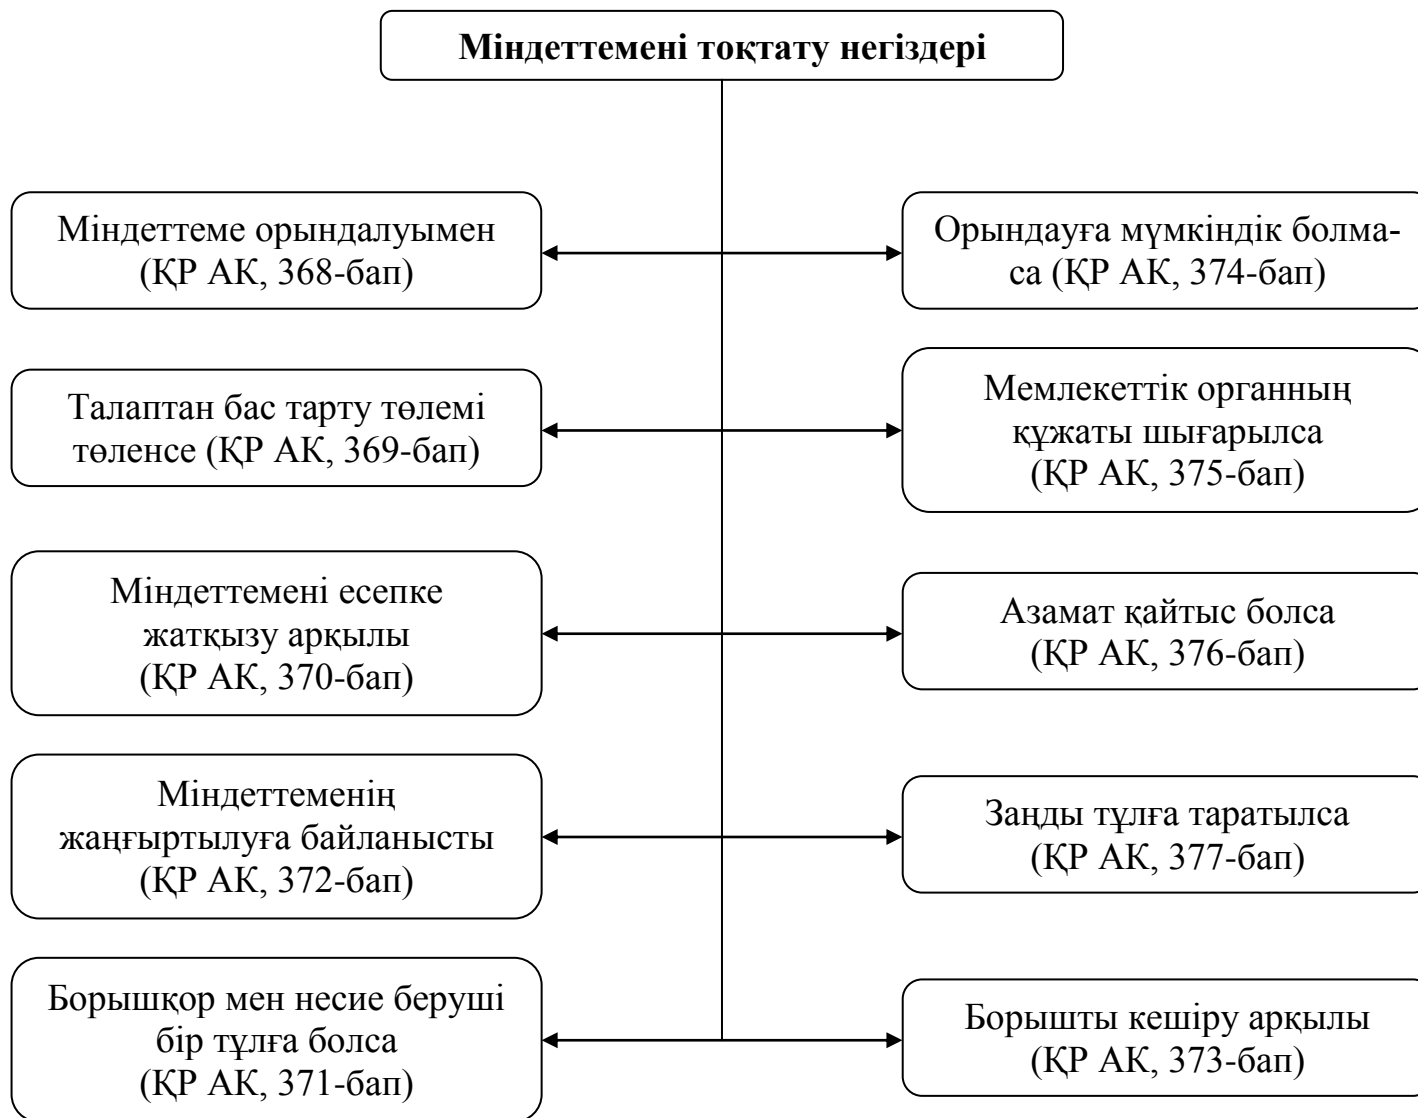 Міндеттемені тоқтату негіздері
Міндеттеме орындалуымен
(ҚР АК, 368-бап)
Орындауға мүмкіндік болма-
са (ҚР АК, 374-бап)
Талаптан бас тарту төлемі
төленсе (ҚР АК, 369-бап)
Мемлекеттік органның
құжаты шығарылса
(ҚР АК, 375-бап)
Міндеттемені есепке
жатқызу арқылы
(ҚР АК, 370-бап)
Азамат қайтыс болса
(ҚР АК, 376-бап)
Міндеттеменің
жаңғыртылуға байланысты
(ҚР АК, 372-бап)
Заңды тұлға таратылса
(ҚР АК, 377-бап)
Борышқор мен несие беруші
бір тұлға болса
(ҚР АК, 371-бап)
Борышты кешіру арқылы
(ҚР АК, 373-бап)